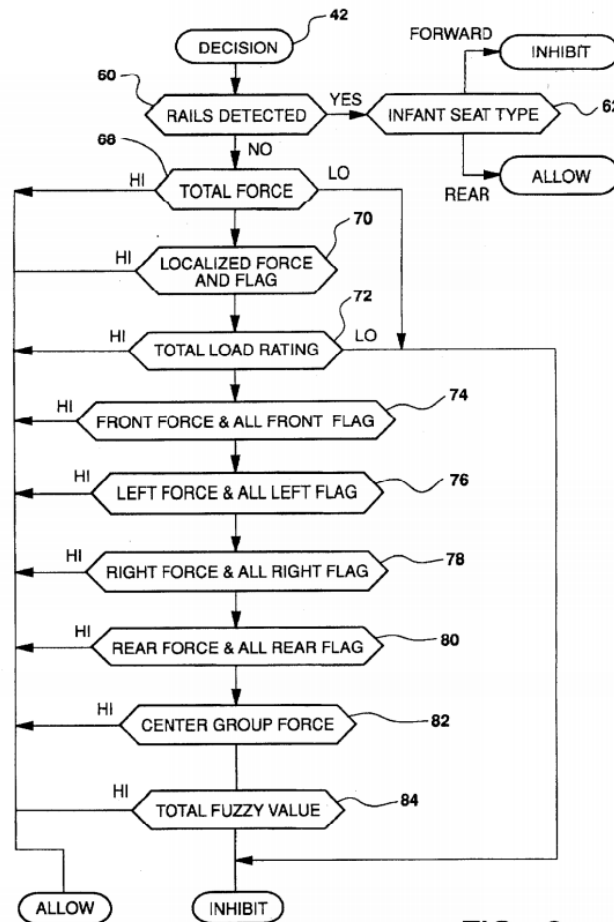 42
DECISION
FORWARD
INHIBIT
60
RAILS DETECTED
YES
INFANT SEAT TYPE
62
NO
68
HI
TOTAL FORCE
LO
REAR
ALLOW
70
HI
LOCALIZED FORCE
AND FLAG
72
HI
TOTAL LOAD RATING
LO
74
HI
FRONT FORCE & ALL FRONT FLAG
HI
LEFT FORCE & ALL LEFT FLAG
76
HI
RIGHT FORCE & ALL RIGHT FLAG
78
HI
REAR FORCE & ALL REAR FLAG
80
HI
CENTER GROUP FORCE
82
HI
TOTAL FUZZY VALUE
84
ALLOW
INHIBIT